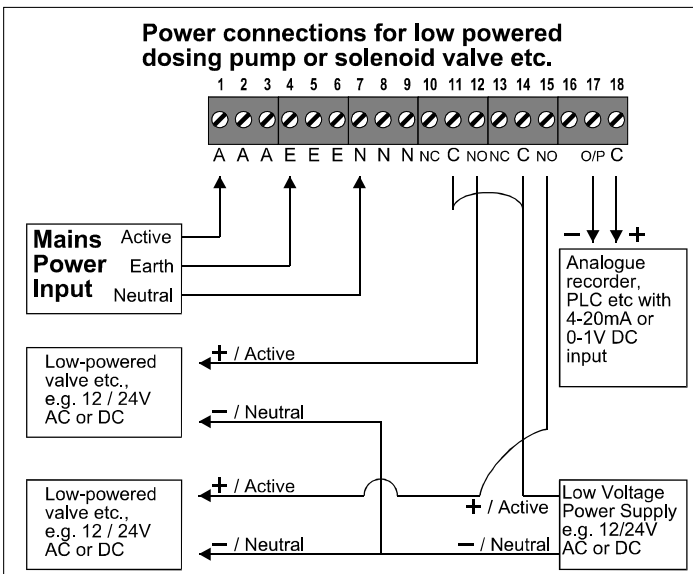 Power connections for low powered
dosing pump or solenoid valve etc.
1 2 3 4 5 6 7 8 9 10 11 12 13 14 15 16 17 18
A A A E E E N N N NC C NO NC C NO O/P C
Mains
Power
Input
Active
Earth
Neutral
− +
Analogue
recorder,
PLC etc with
4-20mA or
0-1V DC
input
Low-powered
valve etc.,
e.g. 12 / 24V
AC or DC
+ / Active
− / Neutral
Low-powered
valve etc.,
e.g. 12 / 24V
AC or DC
+ / Active
− / Neutral
+ / Active
− / Neutral
Low Voltage
Power Supply
e.g. 12/24V
AC or DC